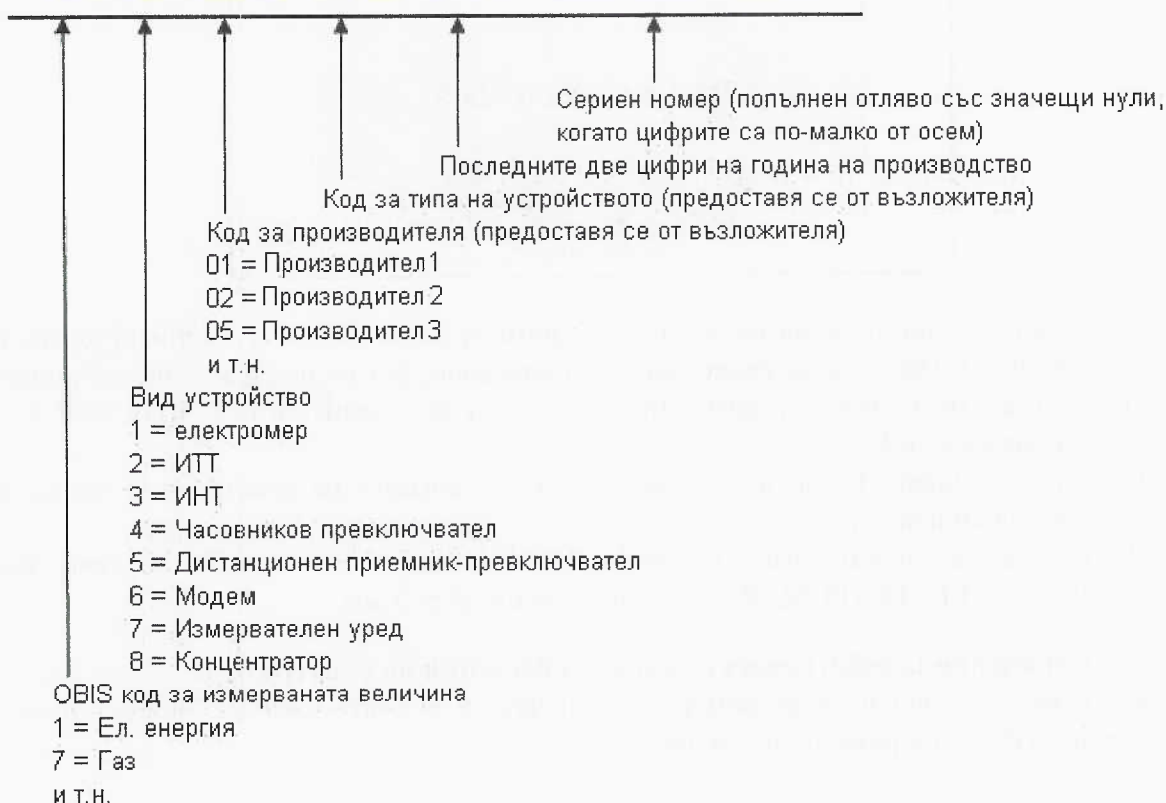 Сериен номер (попълнен отляво със значещи нули,
когато цифрите са по-малко от осем)
Последните две цифри на година на производство
Код за типа на устройството (предоставя се от възложителя)
Код за производителя (предоставя се от възложителя)
01 = Производител1
02 = Производител2
05 = Производител3
и т.н.
Вид устройство
1 = електромер
2 = ИТТ
3 = ИНТ
4 = Часовников превключвател
5 = Дистанционен приемник-превключвател
6 = Модем
7 = Измервателен уред
8 = Концентратор
OBIS код за измерваната величина
1 = Ел. енергия
7 = Газ
и т.н.